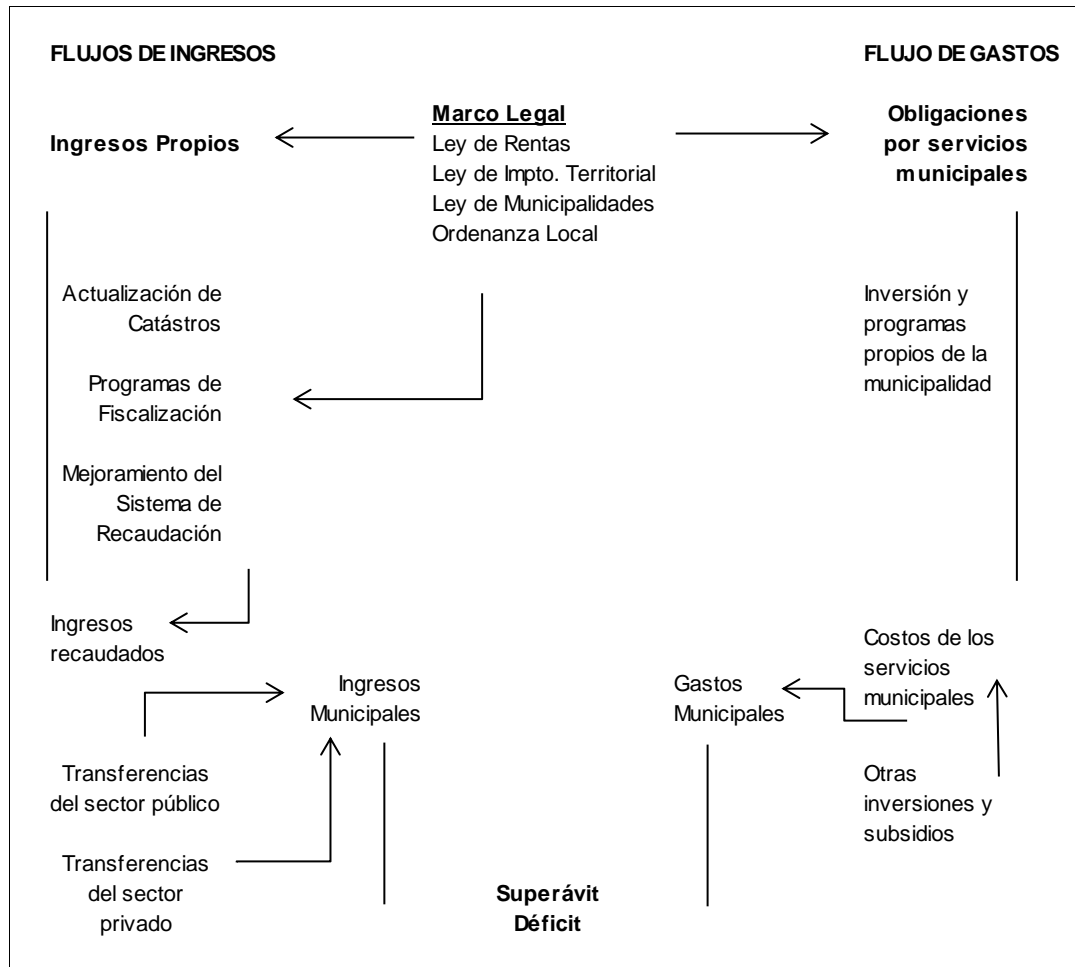 FLUJOS DE INGRESOS
FLUJO DE GASTOS
Ingresos Propios
Marco Legal
Ley de Rentas
Ley de Impto. Territorial
Ley de Municipalidades
Ordenanza Local
Obligaciones
por servicios
municipales
Actualización de
Catástros
Programas de
Fiscalización
Mejoramiento del
Sistema de
Recaudación
Inversión y
programas
propios de la
municipalidad
Ingresos
recaudados
Ingresos
Municipales
Gastos
Municipales
Costos de los
servicios
municipales
Transferencias
del sector público
Transferencias
del sector
privado
Otras
inversiones y
subsidios
Superávit
Déficit